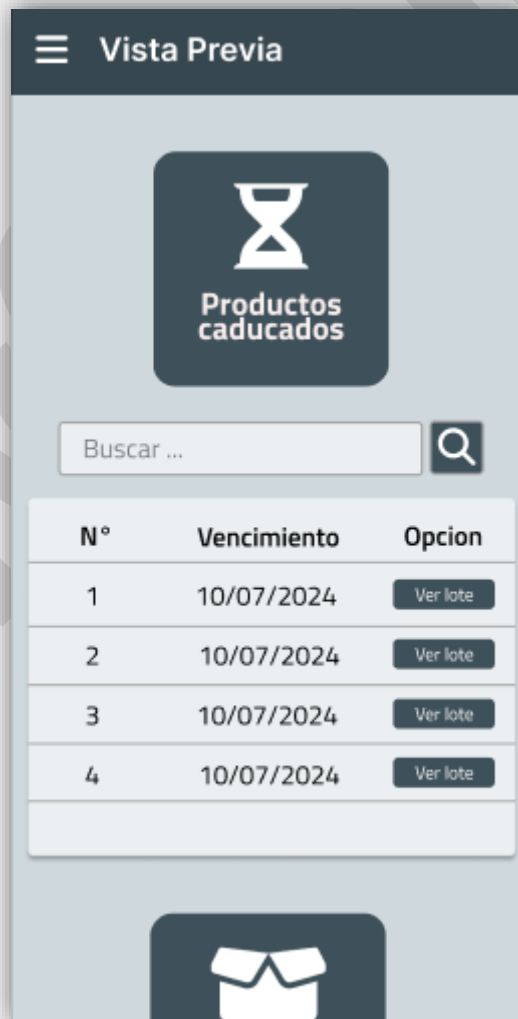 Vista Previa
Productos
caducados
Buscar ...
N° Vencimiento Opcion
1 10/07/2024 Ver lote
2 10/07/2024 Ver lote
3 10/07/2024 Ver lote
4 10/07/2024 Ver lote